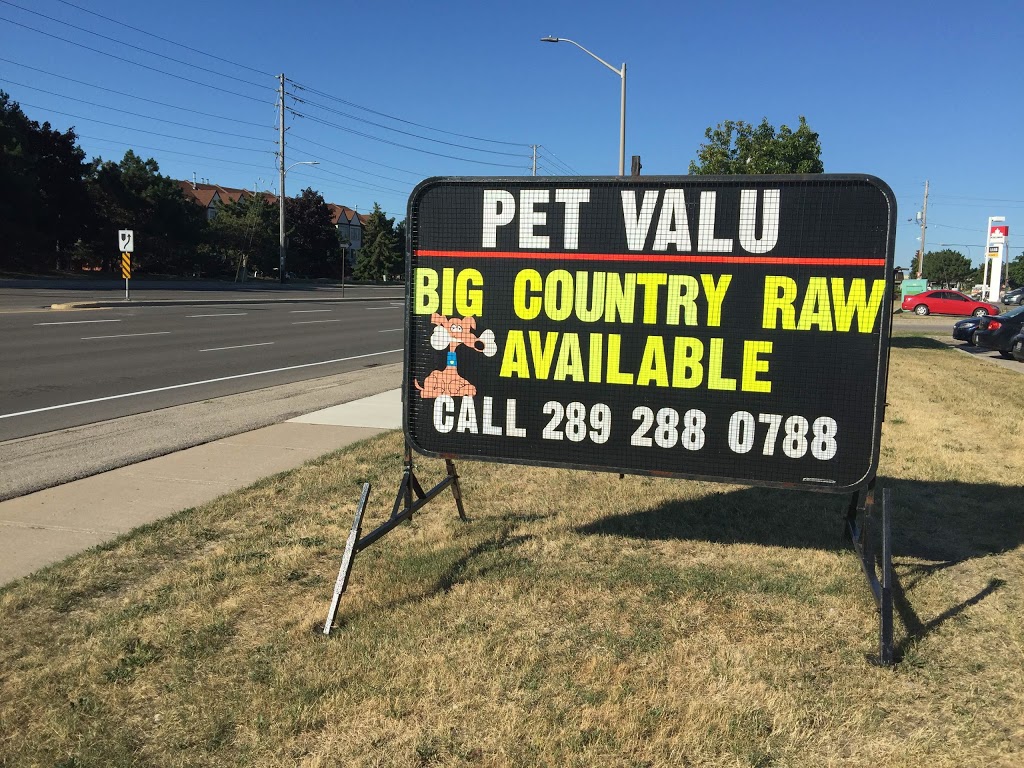 PET VALU
BIG COUNTRY RAW
AVAILABLE
CALL 289 288 0788